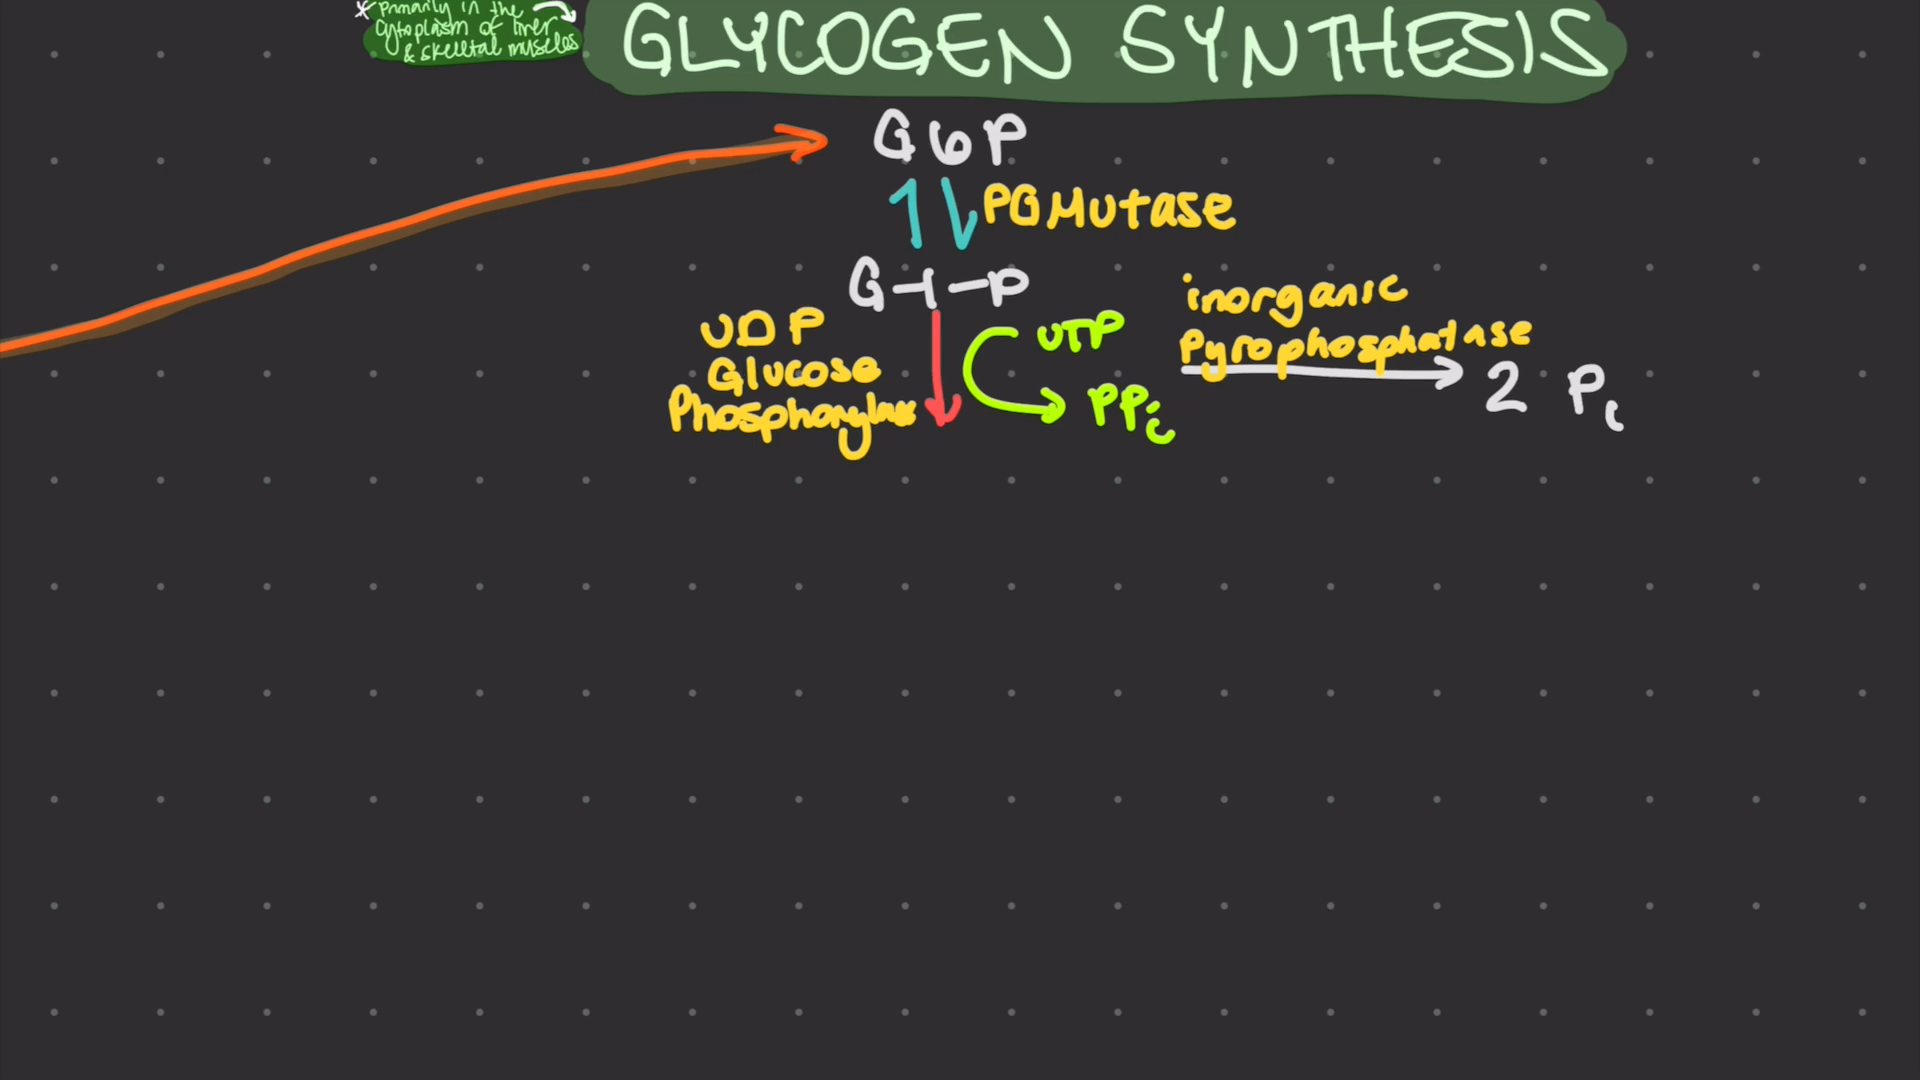 * Primarily in the
cytoplasm of liver
& skeletal muscles
GLYCOGEN SYNTHESIS
G6P
PGMutase
G-1-P
UDP
Glucose
Phosphorylase
UTP
PPi
inorganic
Pyrophosphatase
2 Pi